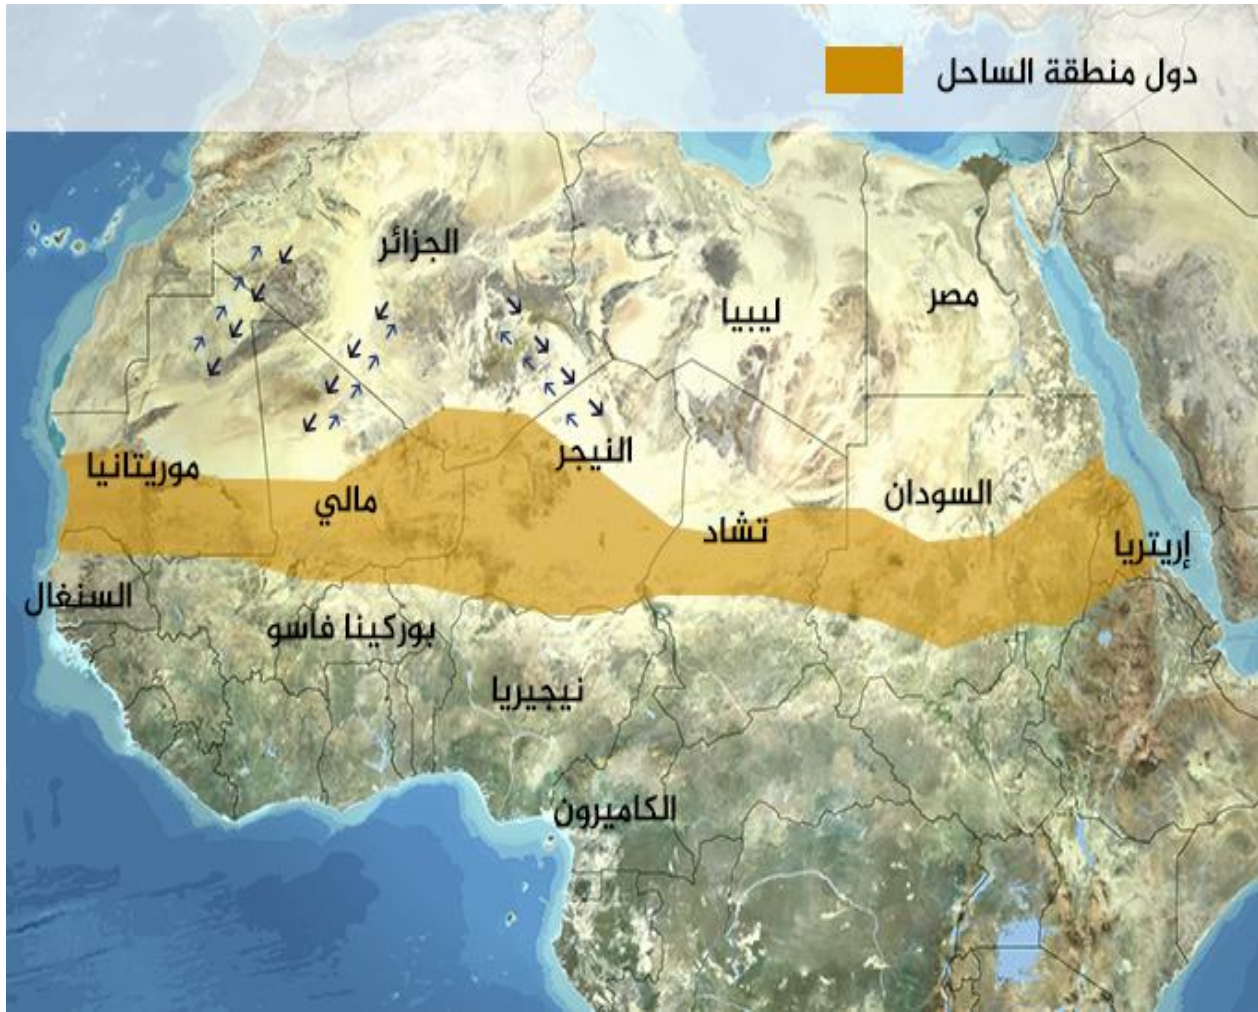 دول منطقة الساحل
الجزائر
ليبيا
مصر
موريتانيا
مالي
النيجر
تشاد
السودان
إريتريا
السنغال
بوركينا فاسو
نيجيريا
الكاميرون